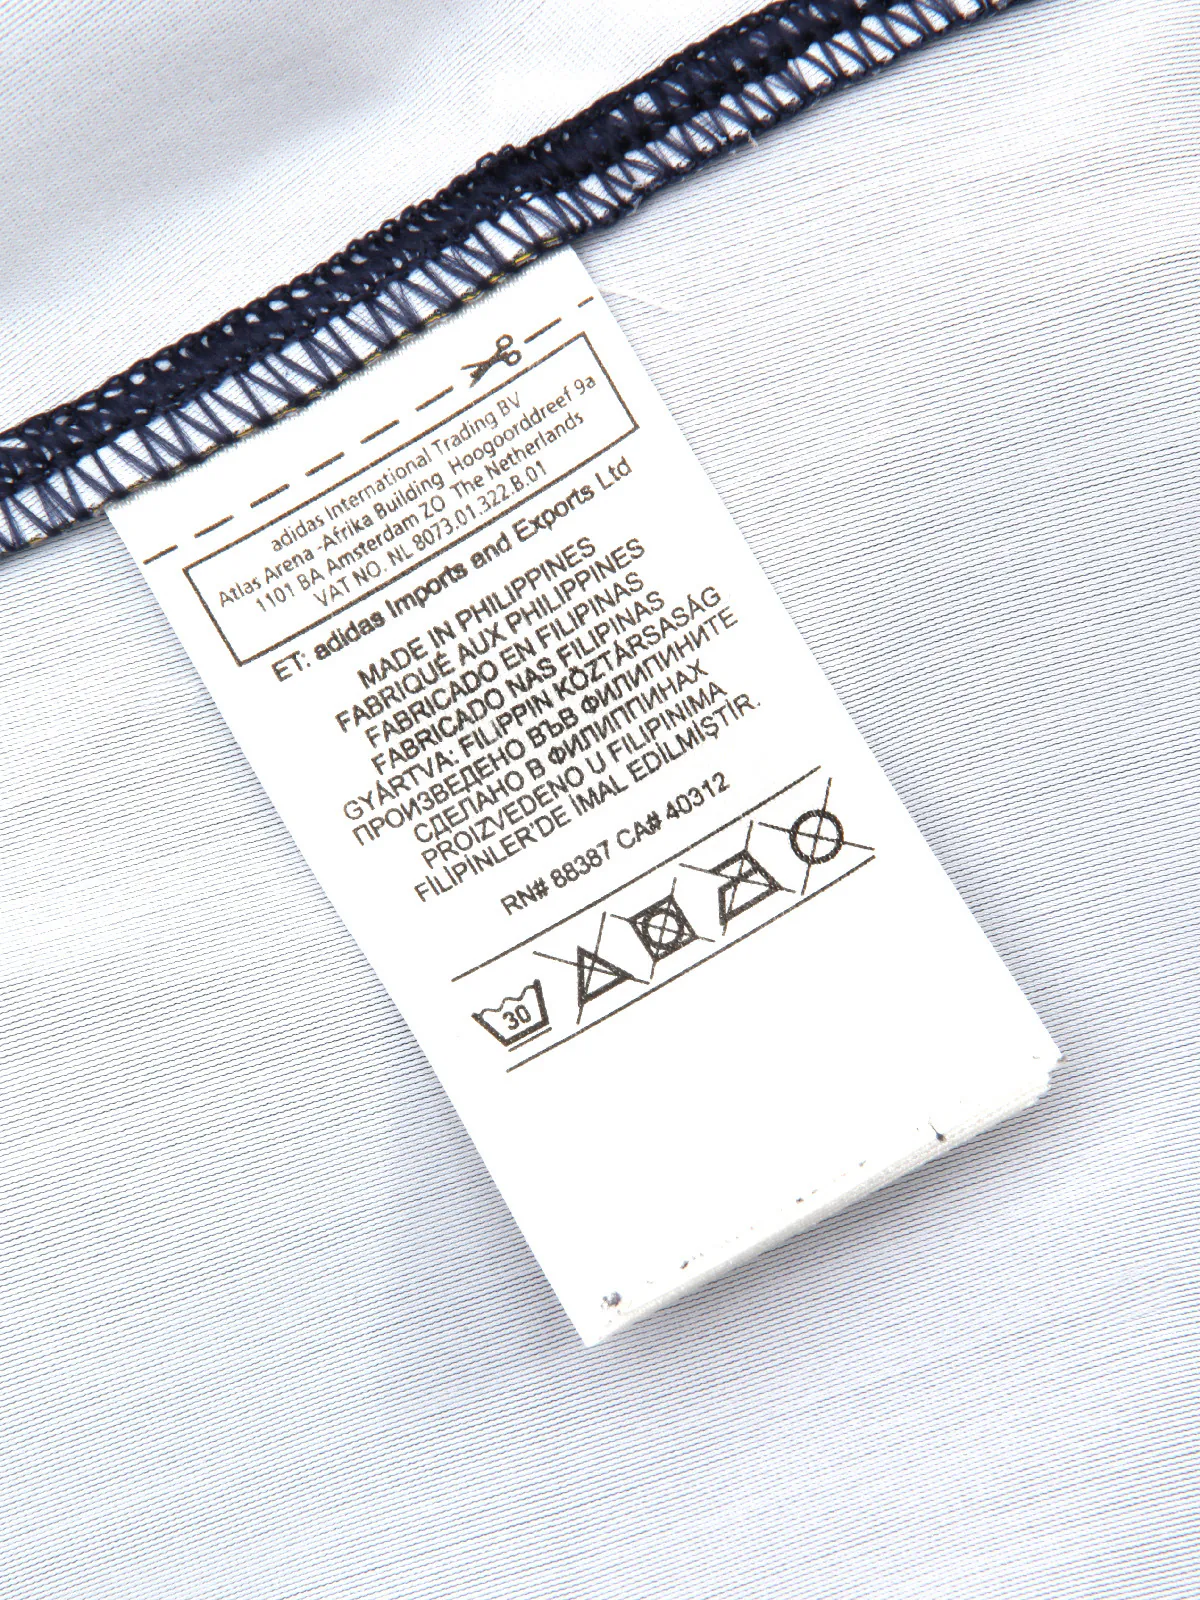 adidas International Trading BV
Atlas Arena -Afrika Building Hoogoorddreef 9a
1101 BA Amsterdam ZO The Netherlands
VAT NO. NL 8073.01.322.B.01
ET: adidas Imports and Exports Ltd
MADE IN PHILIPPINES
FABRIQUÉ AUX PHILIPPINES
FABRICADO EN FILIPINAS
FABRICADO NAS FILIPINAS
GYÁRTVA: FILIPPIN KÖZTÁRSASÁG
ПРОИЗВЕДЕНО ВЪВ ФИЛИПИНИТЕ
СДЕЛАНО В ФИЛИППИНАХ
PROIZVEDENO U FILIPINIMA
FİLİPİNLER'DE İMAL EDİLMİŞTİR.
RN# 88387 CA# 40312
30